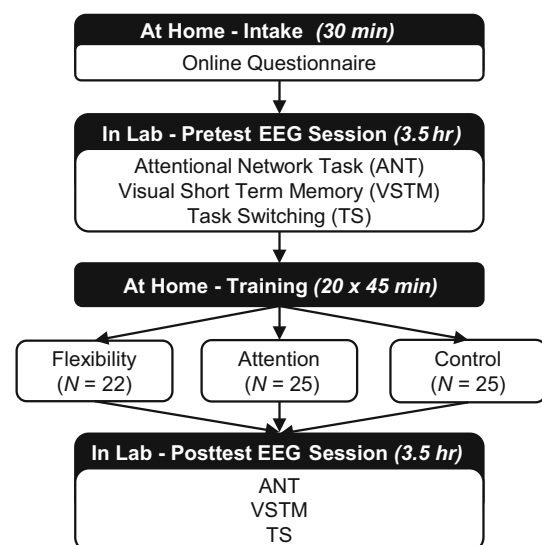 At Home - Intake (30 min)
Online Questionnaire
In Lab - Pretest EEG Session (3.5 hr)
Attentional Network Task (ANT)
Visual Short Term Memory (VSTM)
Task Switching (TS)
At Home - Training (20 x 45 min)
Flexibility
(N = 22)
Attention
(N = 25)
Control
(N = 25)
In Lab - Posttest EEG Session (3.5 hr)
ANT
VSTM
TS